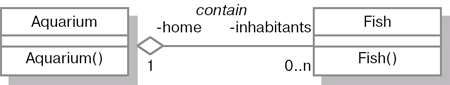 contain
Aquarium
-home
-inhabitants
Fish
Aquarium()
1
0..n
Fish()